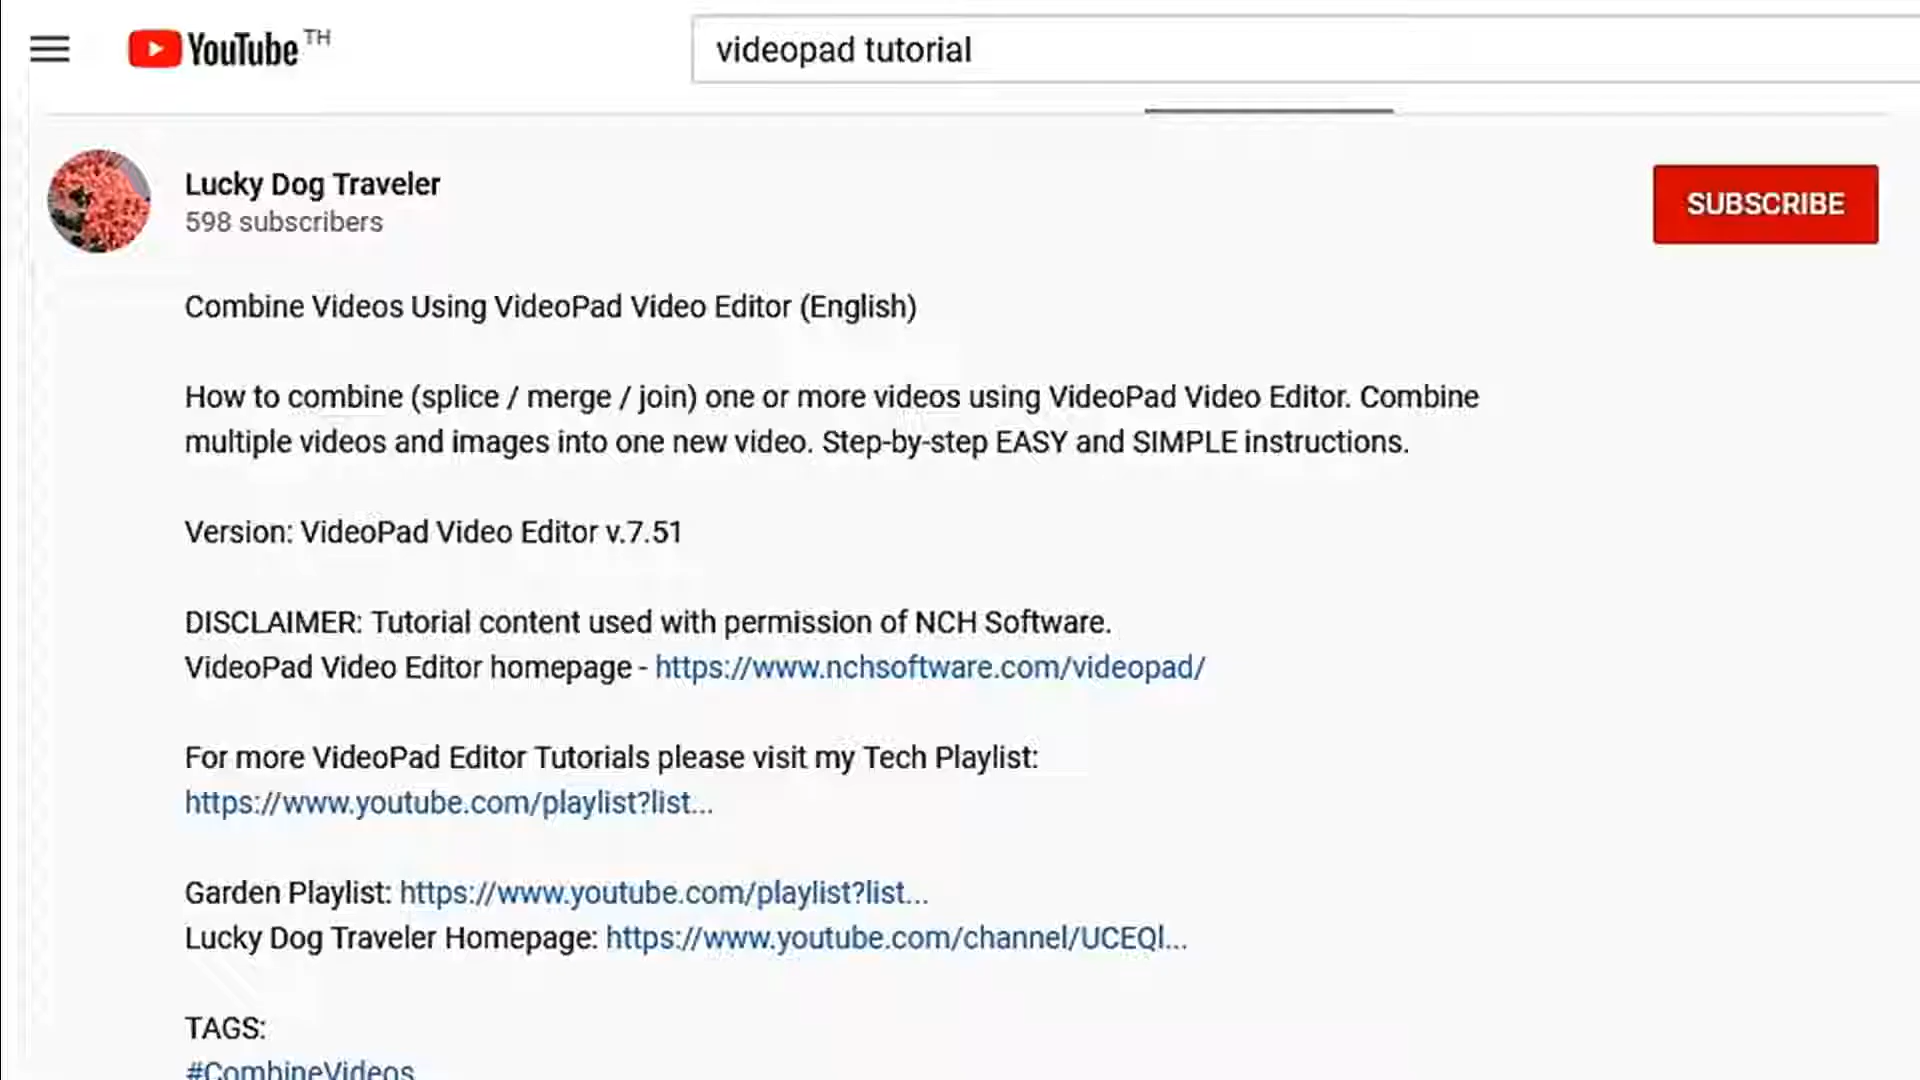 YouTube TH
videopad tutorial
Lucky Dog Traveler
598 subscribers
SUBSCRIBE
Combine Videos Using VideoPad Video Editor (English)
How to combine (splice / merge / join) one or more videos using VideoPad Video Editor. Combine
multiple videos and images into one new video. Step-by-step EASY and SIMPLE instructions.
Version: VideoPad Video Editor v.7.51
DISCLAIMER: Tutorial content used with permission of NCH Software.
VideoPad Video Editor homepage - https://www.nchsoftware.com/videopad/
For more VideoPad Editor Tutorials please visit my Tech Playlist:
https://www.youtube.com/playlist?list...
Garden Playlist: https://www.youtube.com/playlist?list...
Lucky Dog Traveler Homepage: https://www.youtube.com/channel/UCEQl...
TAGS:
#CombineVideos